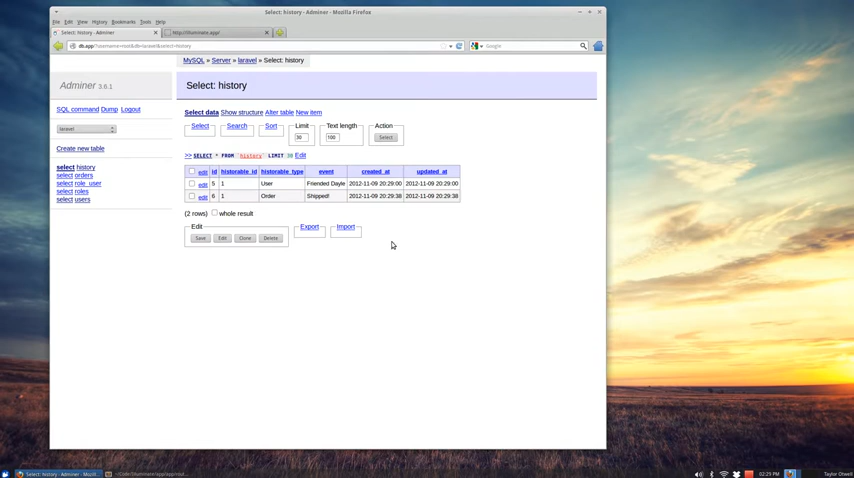 Select: history - Adminer - Mozilla Firefox
File Edit View History Bookmarks Tools Help
Select: history - Adminer
http://illuminate.app/
db.app/?username=root&db=laravel&select=history
Google
MySQL » Server » laravel » Select: history
Adminer 3.6.1
Select: history
SQL command Dump Logout
laravel
Create new table
select history
select orders
select role_user
select roles
select users
Select data Show structure Alter table New item
Select Search Sort Limit Text length Action
30 100 Select
>> SELECT * FROM `history` LIMIT 30 Edit
edit id historable_id historable_type event created_at updated_at
edit 5 1 User Friended Dayle 2012-11-09 20:29:00 2012-11-09 20:29:00
edit 6 1 Order Shipped! 2012-11-09 20:29:38 2012-11-09 20:29:38
(2 rows) whole result
Edit Export Import
Save Edit Clone Delete
Select: history - Adminer - Mozill...
02:29 PM
Taylor Otwell